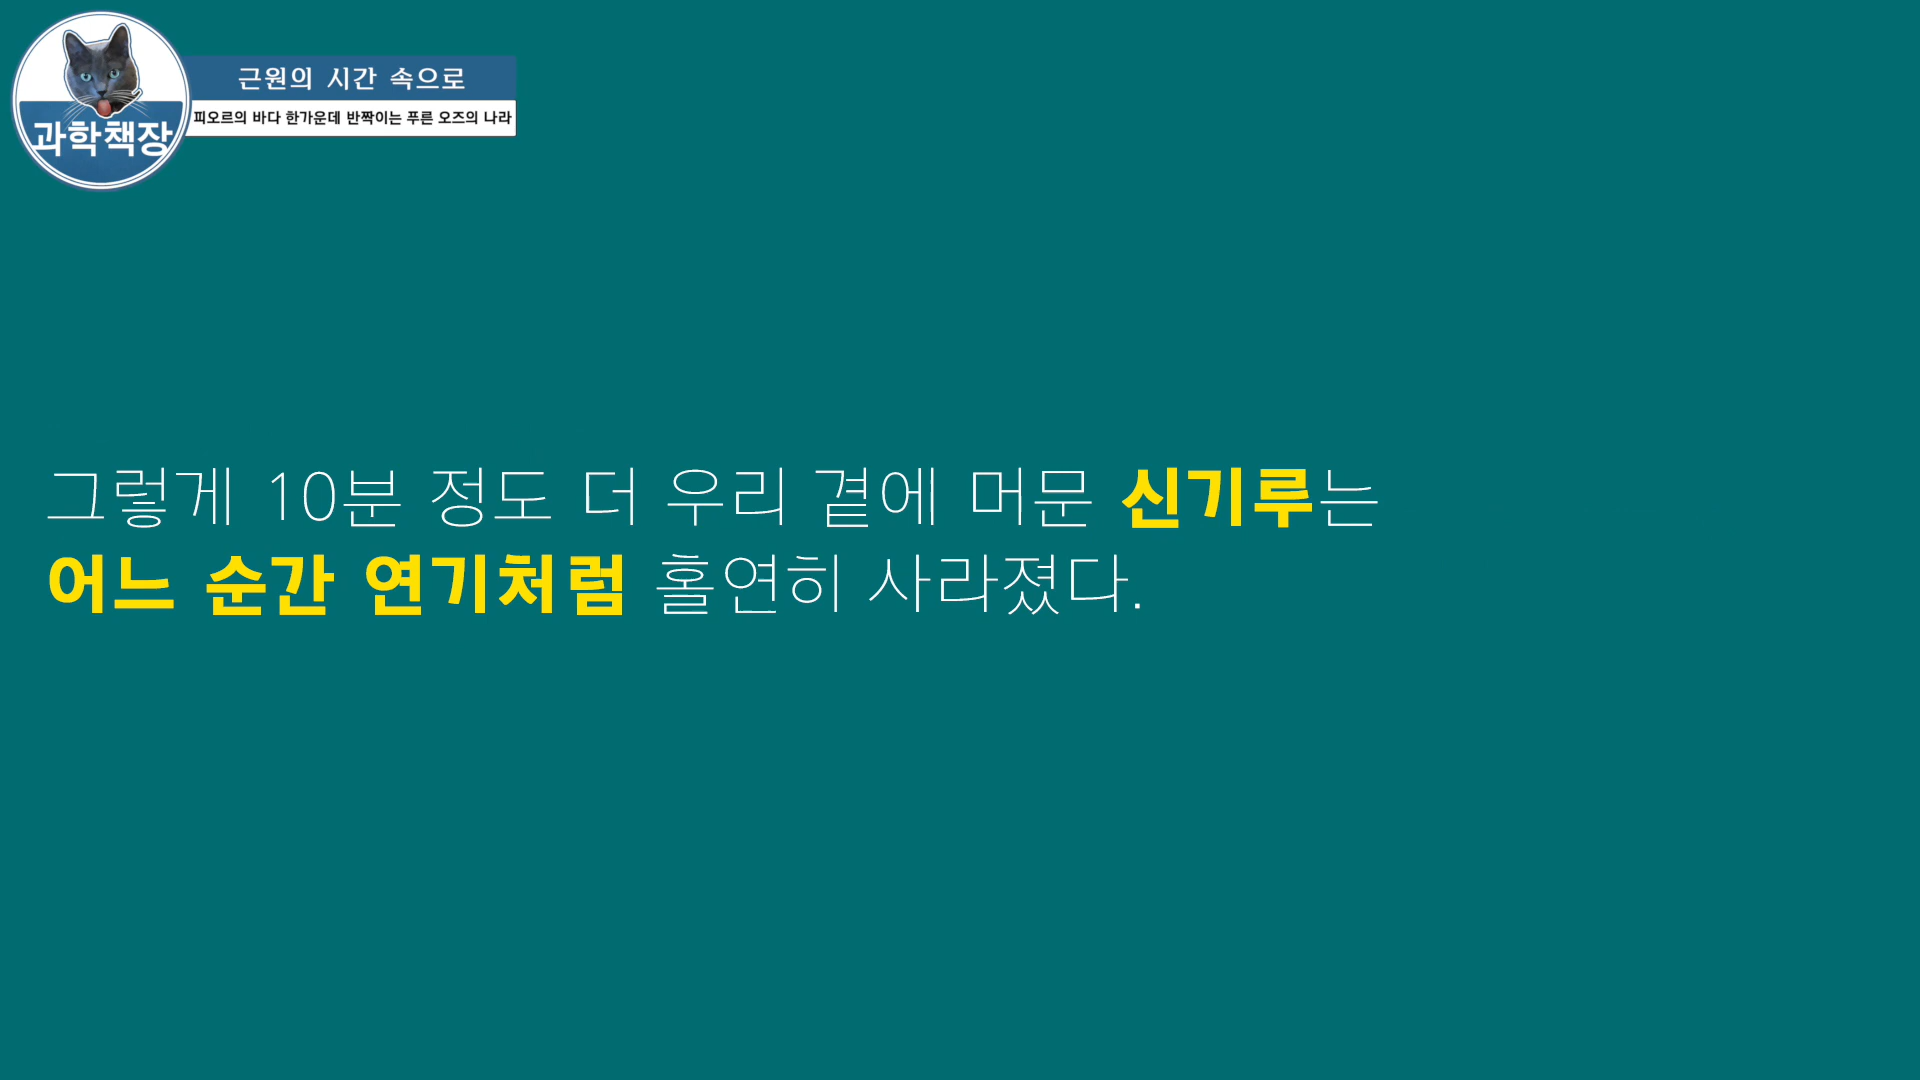 근원의 시간 속으로
피오르의 바다 한가운데 반짝이는 푸른 오즈의 나라
과학책장
그렇게 10분 정도 더 우리 곁에 머문 신기루는
어느 순간 연기처럼 홀연히 사라졌다.